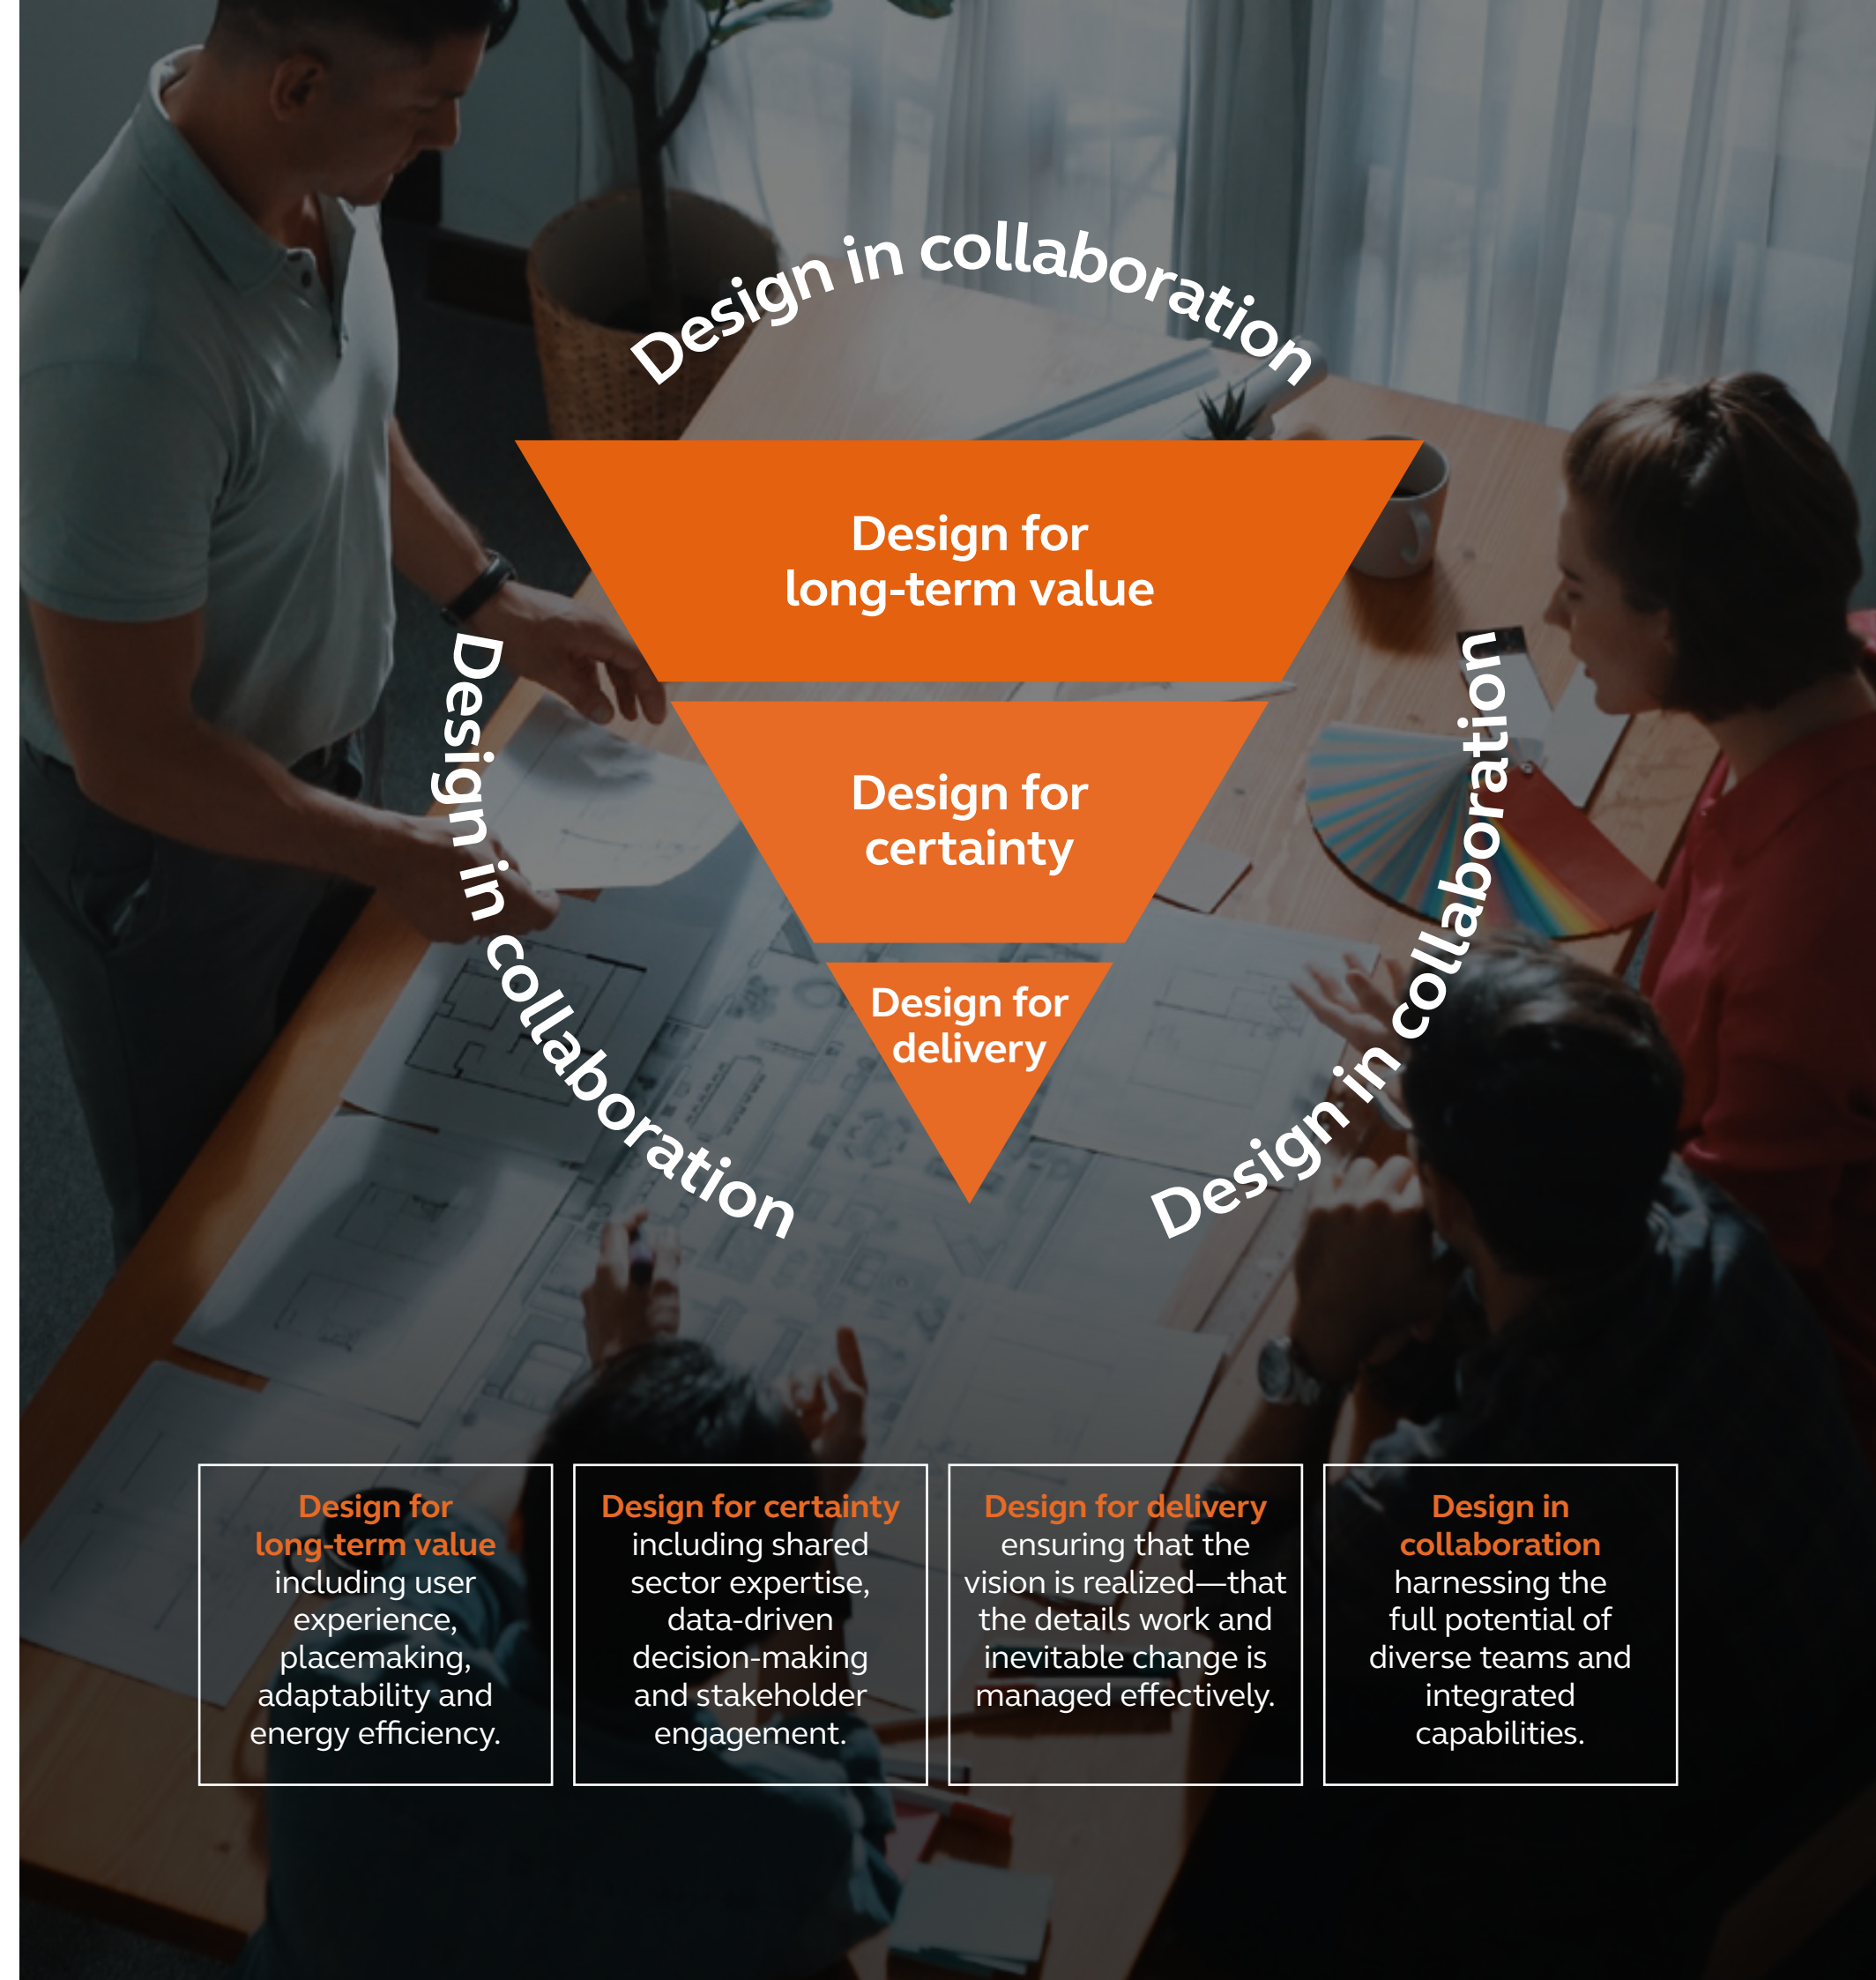 Design in collaboration
Design for
long-term value
Design for
certainty
Design for
delivery
Design in collaboration
Design in collaboration
Design for
long-term value
including user
experience,
placemaking,
adaptability and
energy efficiency.
Design for certainty
including shared
sector expertise,
data-driven
decision-making
and stakeholder
engagement.
Design for delivery
ensuring that the
vision is realized—that
the details work and
inevitable change is
managed effectively.
Design in
collaboration
harnessing the
full potential of
diverse teams and
integrated
capabilities.